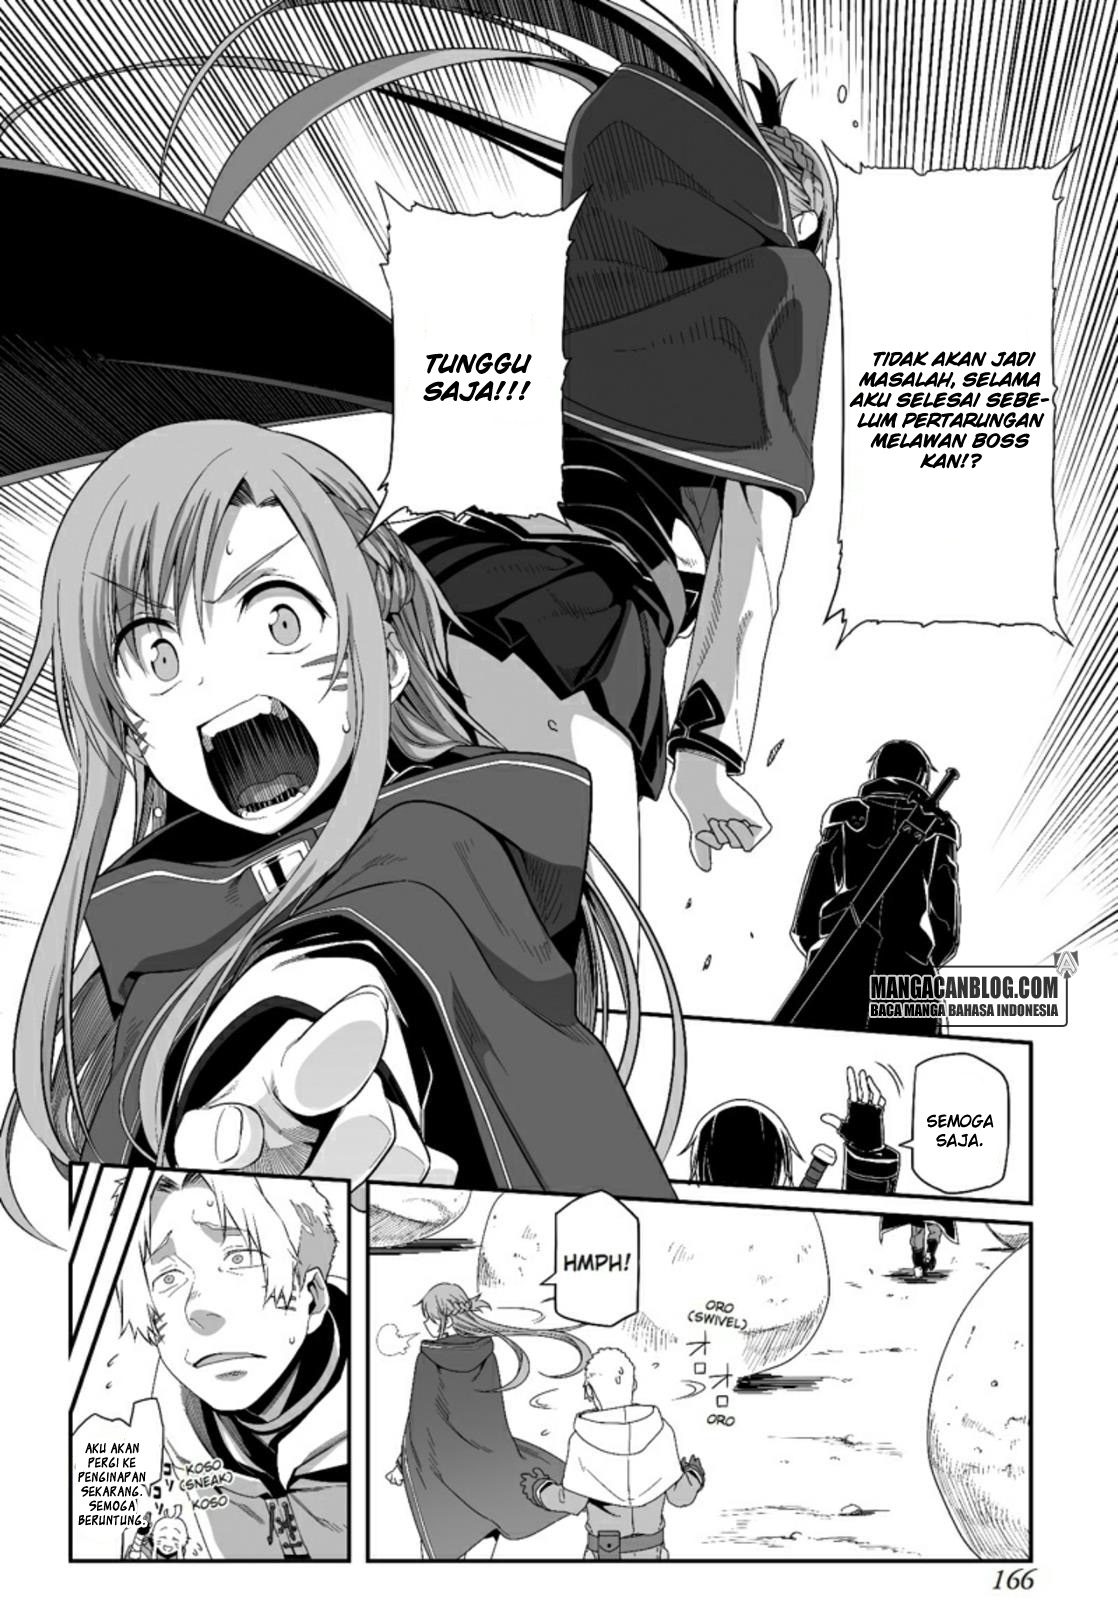 TIDAK AKAN JADI
MASALAH, SELAMA
AKU SELESAI SEBE-
LUM PERTARUNGAN
MELAWAN BOSS
KAN!?
TUNGGU
SAJA!!!
MANGACANBLOG.COM
BACA MANGA BAHASA INDONESIA
SEMOGA
SAJA.
HMPH!
ORO
(SWIVEL)
オロ
オロ
ORO
KOSO
(SNEAK)
KOSO
AKU AKAN
PERGI KE
PENGINAPAN
SEKARANG.
SEMOGA
BERUNTUNG.
166